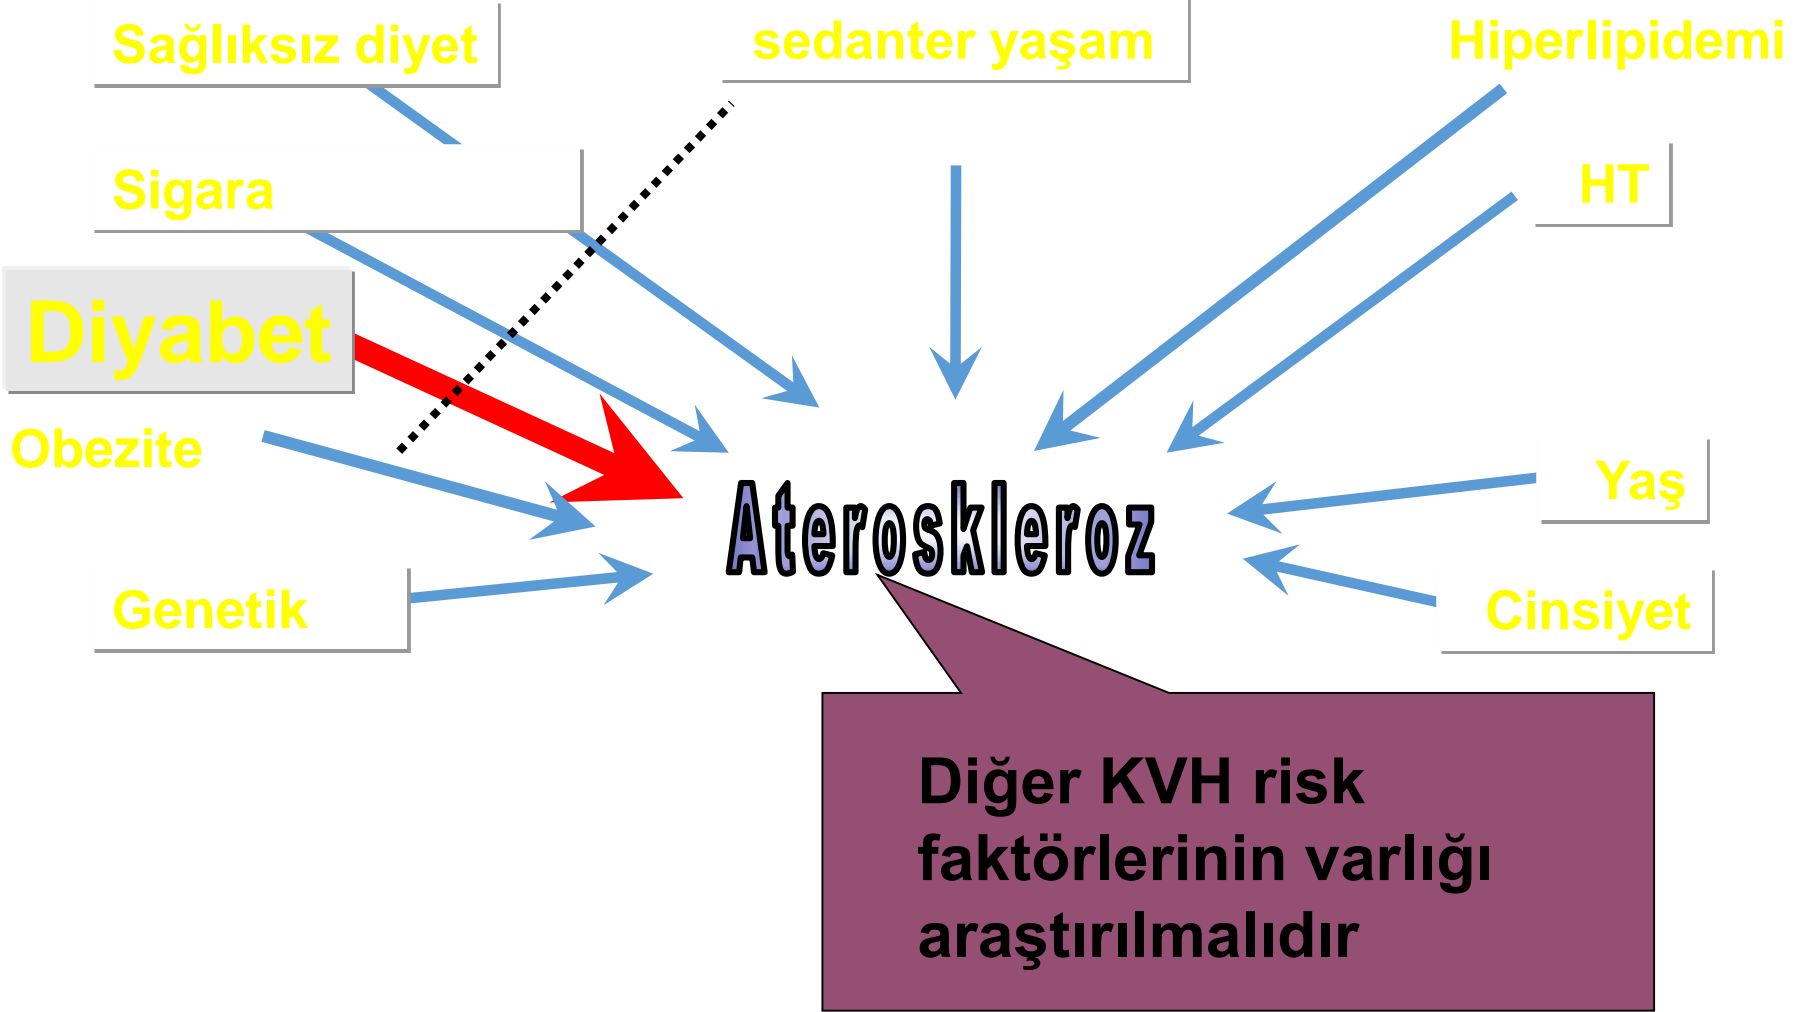 Sağlıksız diyet
sedanter yaşam
Hiperlipidemi
Sigara
HT
Diyabet
Obezite
Yaş
Ateroskleroz
Genetik
Cinsiyet
Diğer KVH risk
faktörlerinin varlığı
araştırılmalıdır